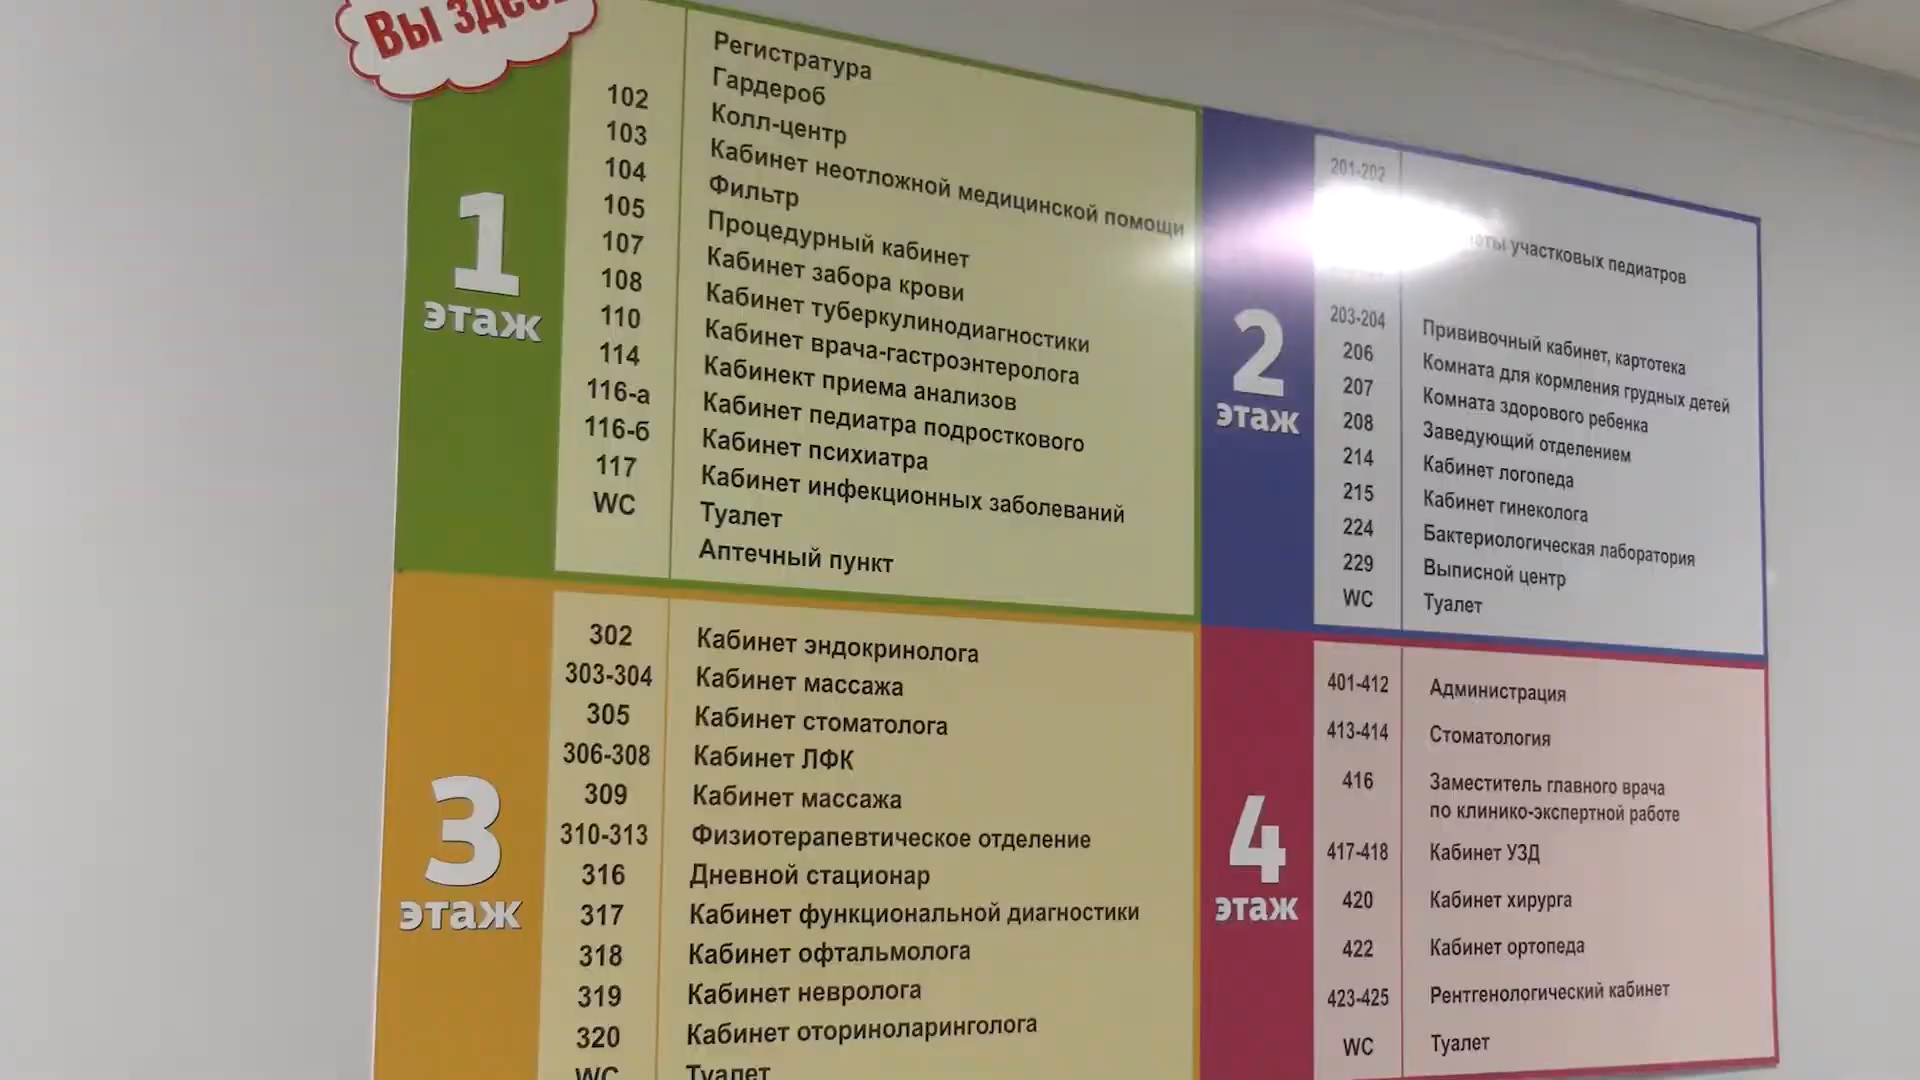 Вы здесь
1
этаж
Регистратура
Гардероб
102 Колл-центр
103 Кабинет неотложной медицинской помощи
104 Фильтр
105 Процедурный кабинет
107 Кабинет забора крови
108 Кабинет туберкулинодиагностики
110 Кабинет врача-гастроэнтеролога
114 Кабинект приема анализов
116-а Кабинет педиатра подросткового
116-б Кабинет психиатра
117 Кабинет инфекционных заболеваний
WC Туалет
Аптечный пункт
2
этаж
201-202
участковых педиатров
203-204 Прививочный кабинет, картотека
206 Комната для кормления грудных детей
207 Комната здорового ребенка
208 Заведующий отделением
214 Кабинет логопеда
215 Кабинет гинеколога
224 Бактериологическая лаборатория
229 Выписной центр
WC Туалет
3
этаж
302 Кабинет эндокринолога
303-304 Кабинет массажа
305 Кабинет стоматолога
306-308 Кабинет ЛФК
309 Кабинет массажа
310-313 Физиотерапевтическое отделение
316 Дневной стационар
317 Кабинет функциональной диагностики
318 Кабинет офтальмолога
319 Кабинет невролога
320 Кабинет оториноларинголога
WC Туалет
4
этаж
401-412 Администрация
413-414 Стоматология
416 Заместитель главного врача
по клинико-экспертной работе
417-418 Кабинет УЗД
420 Кабинет хирурга
422 Кабинет ортопеда
423-425 Рентгенологический кабинет
WC Туалет